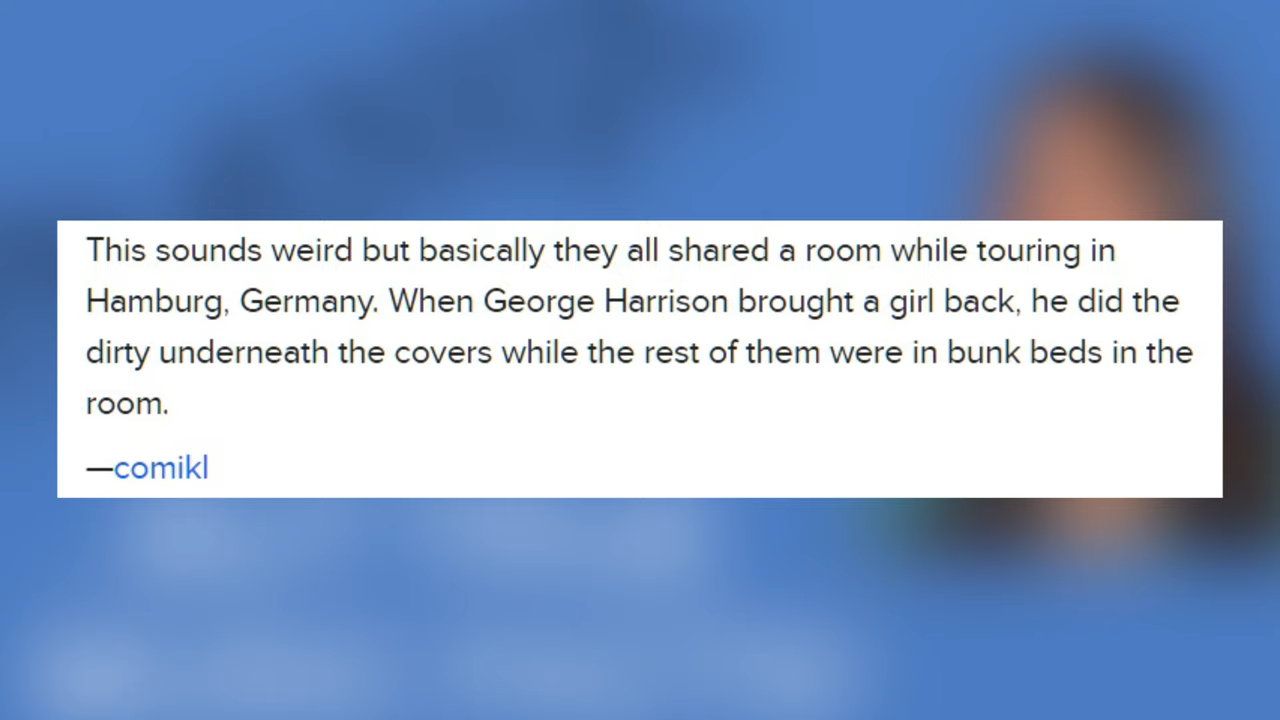 This sounds weird but basically they all shared a room while touring in
Hamburg, Germany. When George Harrison brought a girl back, he did the
dirty underneath the covers while the rest of them were in bunk beds in the
room.
—comikl